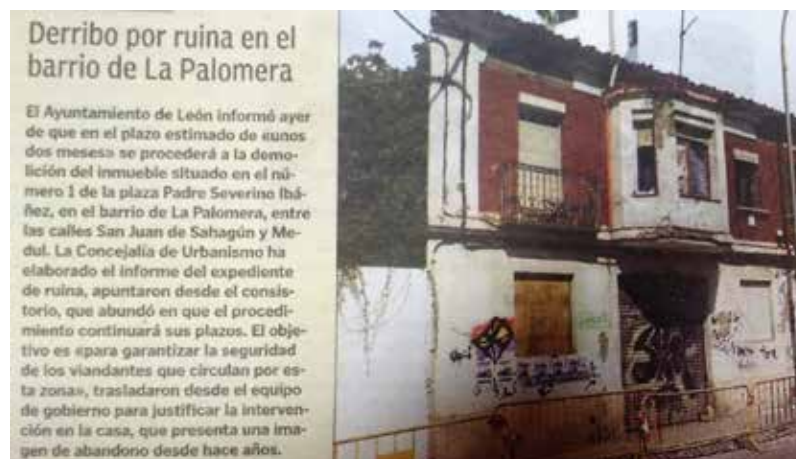 Derribo por ruina en el
barrio de La Palomera
El Ayuntamiento de León informó ayer
de que en el plazo estimado de «unos
dos meses» se procederá a la demo-
lición del inmueble situado en el nú-
mero 1 de la plaza Padre Severino Ibá-
ñez, en el barrio de La Palomera, entre
las calles San Juan de Sahagún y Me-
dul. La Concejalía de Urbanismo ha
elaborado el informe del expediente
de ruina, apuntaron desde el consis-
torio, que abundó en que el procedi-
miento continuará sus plazos. El obje-
tivo es «para garantizar la seguridad
de los viandantes que circulan por es-
ta zona», trasladaron desde el equipo
de gobierno para justificar la interven-
ción en la casa, que presenta una ima-
gen de abandono desde hace años.